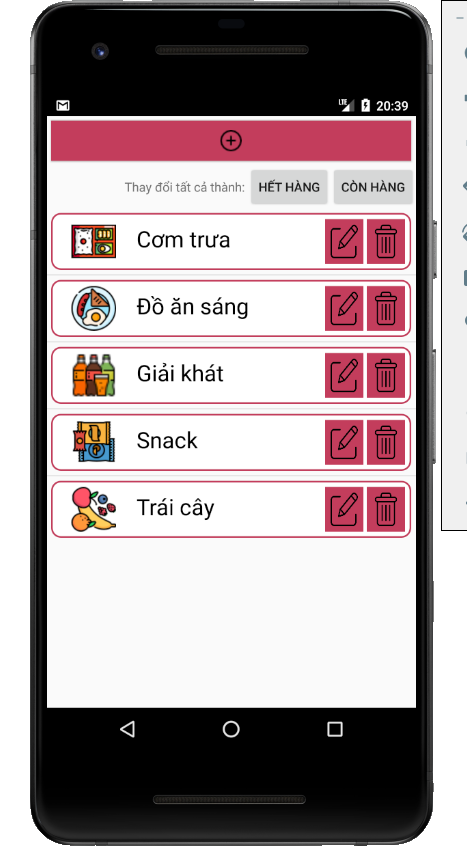 LTE 20:39
Thay đổi tất cả thành: HẾT HÀNG CÒN HÀNG
Cơm trưa
Đồ ăn sáng
Giải khát
Snack
Trái cây